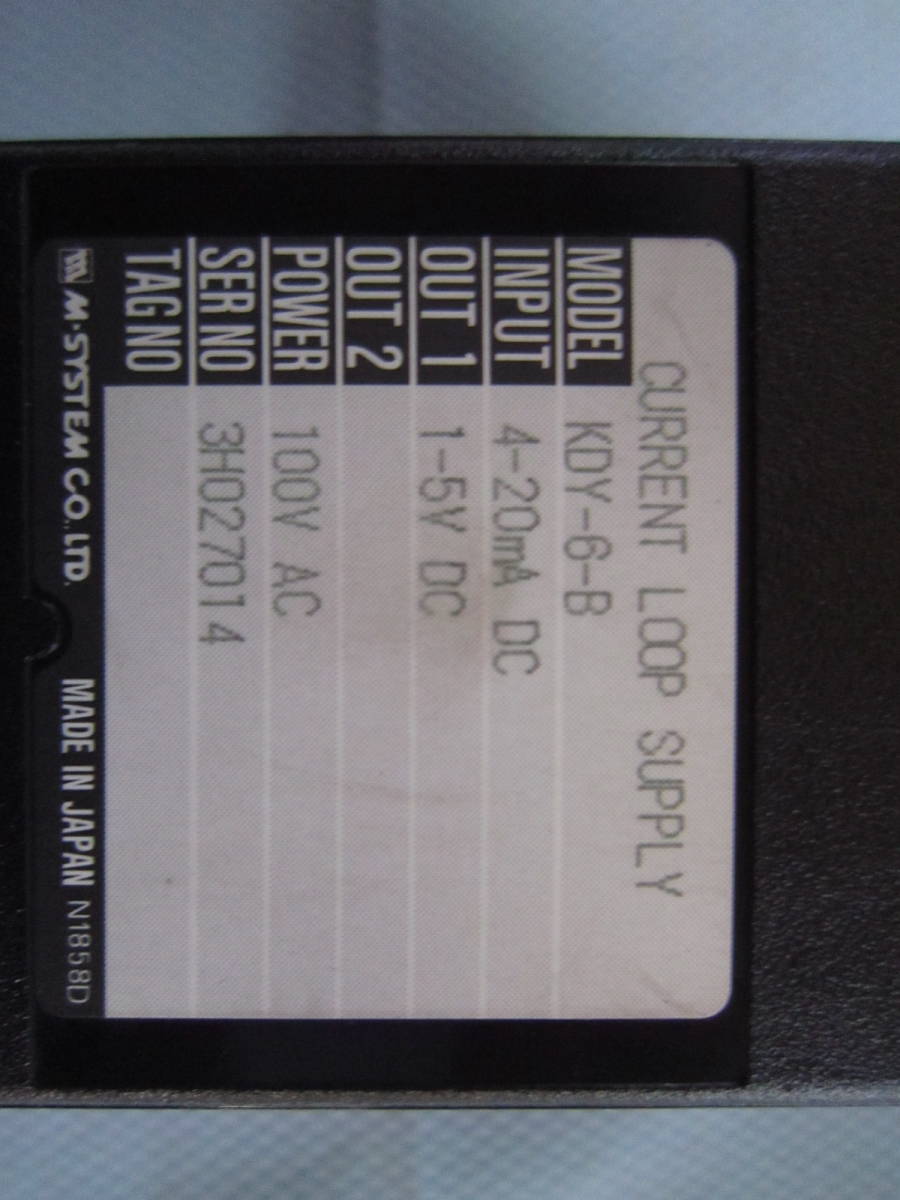 CURRENT LOOP SUPPLY
MODEL KDY-6-B
INPUT 4-20mA DC
OUT 1 1-5V DC
OUT 2
POWER 100V AC
SER NO 3H027014
TAG NO
M-SYSTEM CO.,LTD. MADE IN JAPAN N1858D